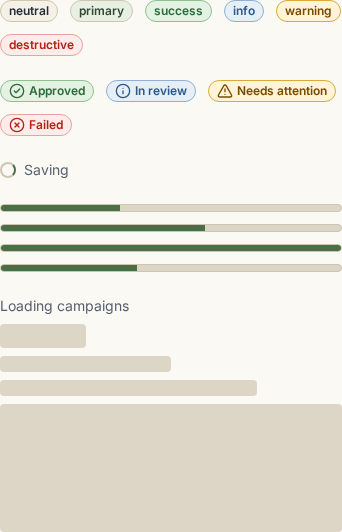 neutral primary success info warning
destructive
Approved In review Needs attention
Failed
Saving
Loading campaigns